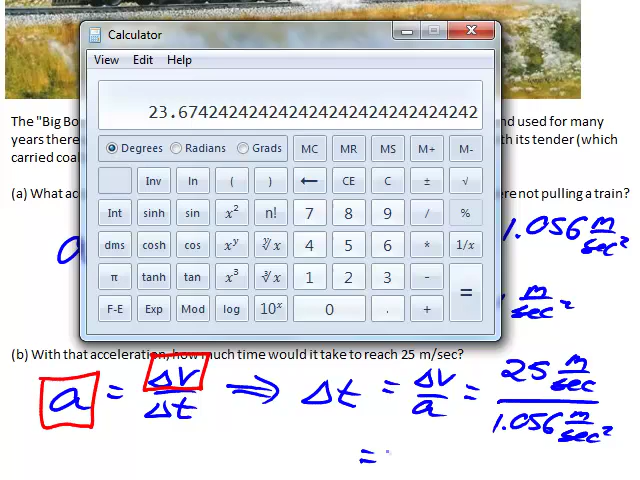 Calculator
View Edit Help
23.674242424242424242424242424242
Degrees Radians Grads MC MR MS M+ M-
Inv ln ( ) ← CE C ± √
Int sinh sin x² n! 7 8 9 / %
dms cosh cos xʸ ʸ√x 4 5 6 * 1/x
π tanh tan x³ ³√x 1 2 3 - =
F-E Exp Mod log 10ˣ 0 . +
The "Big Bo nd used for many
years there th its tender (which
carried coal
(a) What ac ere not pulling a train?
a 1.056 m/sec²
m/sec²
(b) With that acceleration, how much time would it take to reach 25 m/sec?
a = Δv/Δt ⇒ Δt = Δv/a = 25 m/sec / 1.056 m/sec²
=